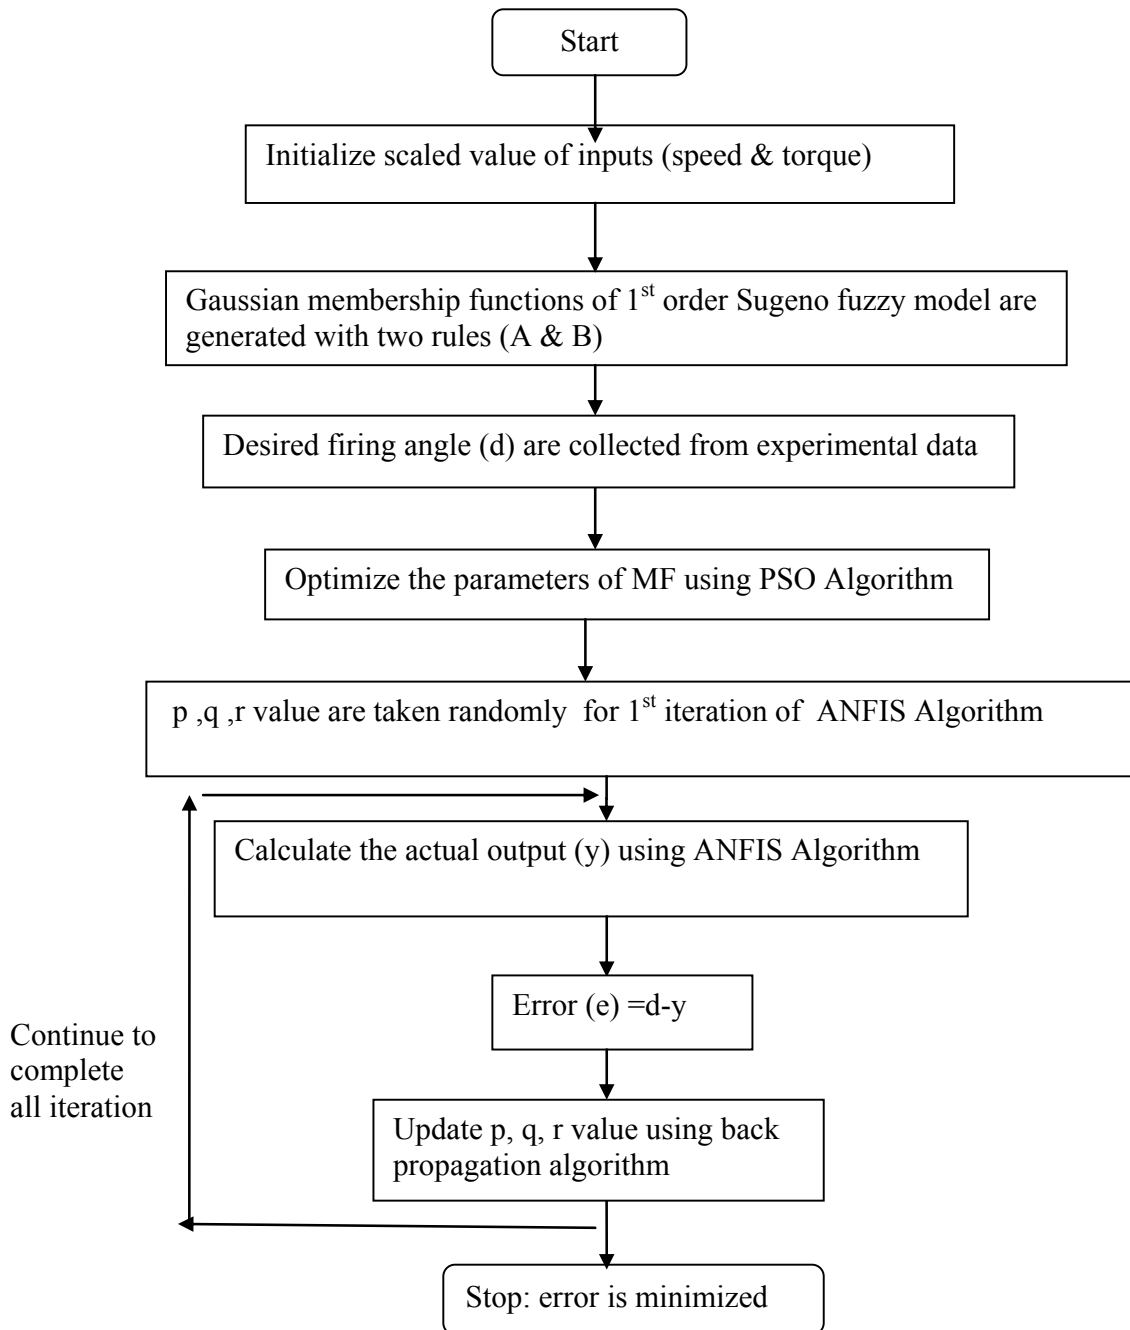 Start
Initialize scaled value of inputs (speed & torque)
Gaussian membership functions of 1st order Sugeno fuzzy model are
generated with two rules (A & B)
Desired firing angle (d) are collected from experimental data
Optimize the parameters of MF using PSO Algorithm
p ,q ,r value are taken randomly for 1st iteration of ANFIS Algorithm
Calculate the actual output (y) using ANFIS Algorithm
Error (e) =d-y
Continue to
complete
all iteration
Update p, q, r value using back
propagation algorithm
Stop: error is minimized